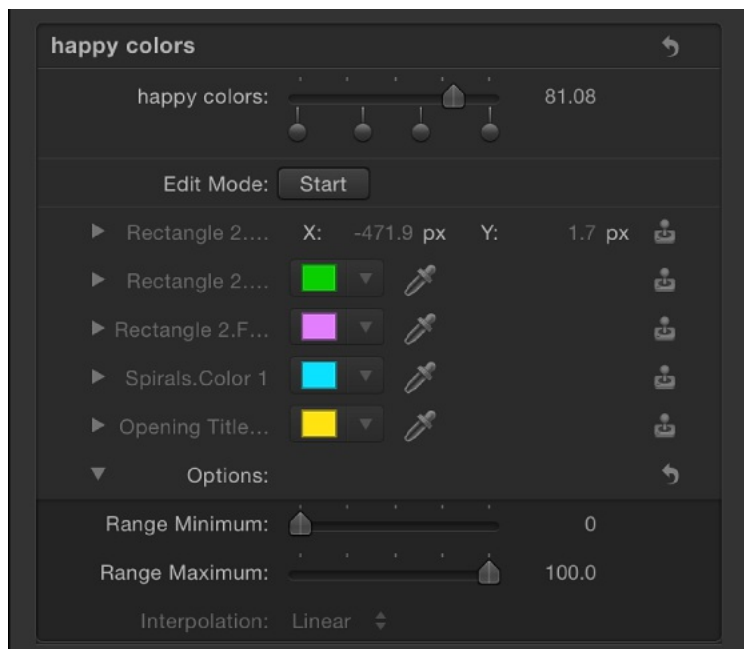 happy colors
happy colors: 81.08
Edit Mode: Start
Rectangle 2.... X: -471.9 px Y: 1.7 px
Rectangle 2....
Rectangle 2.F...
Spirals.Color 1
Opening Title...
Options:
Range Minimum: 0
Range Maximum: 100.0
Interpolation: Linear